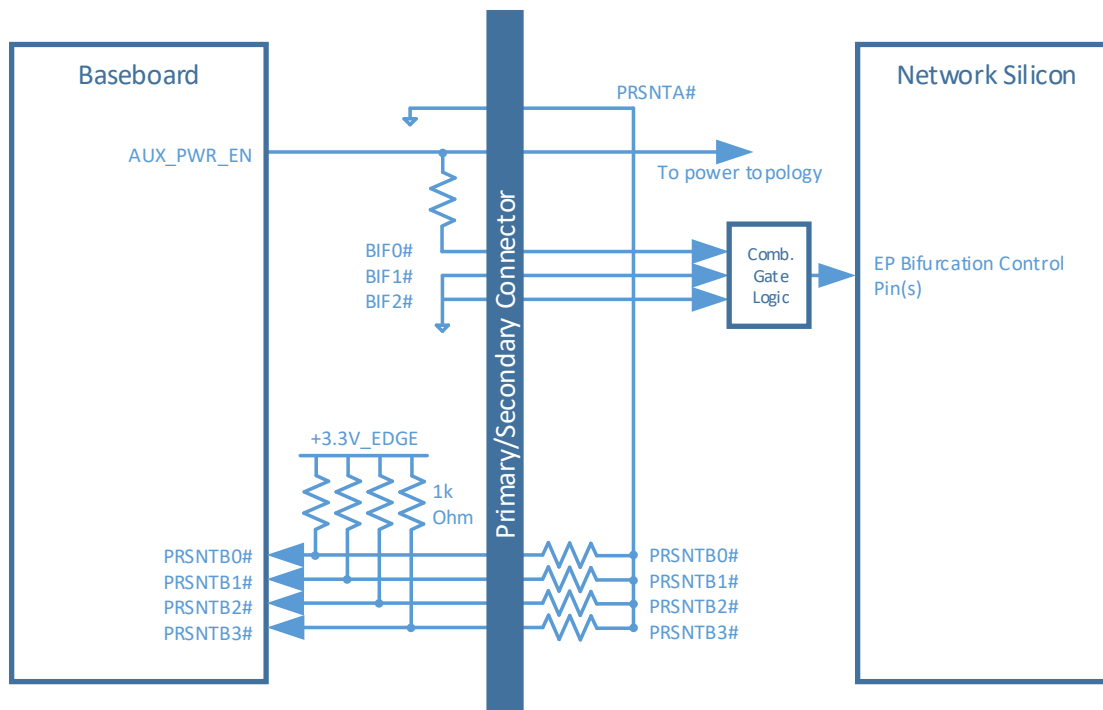 Baseboard
Network Silicon
PRSNTA#
AUX_PWR_EN
To power topology
BIF0#
BIF1#
BIF2#
Comb.
Gate
Logic
EP Bifurcation Control
Pin(s)
Primary/Secondary Connector
+3.3V_EDGE
1k
Ohm
PRSNTB0#
PRSNTB1#
PRSNTB2#
PRSNTB3#
PRSNTB0#
PRSNTB1#
PRSNTB2#
PRSNTB3#